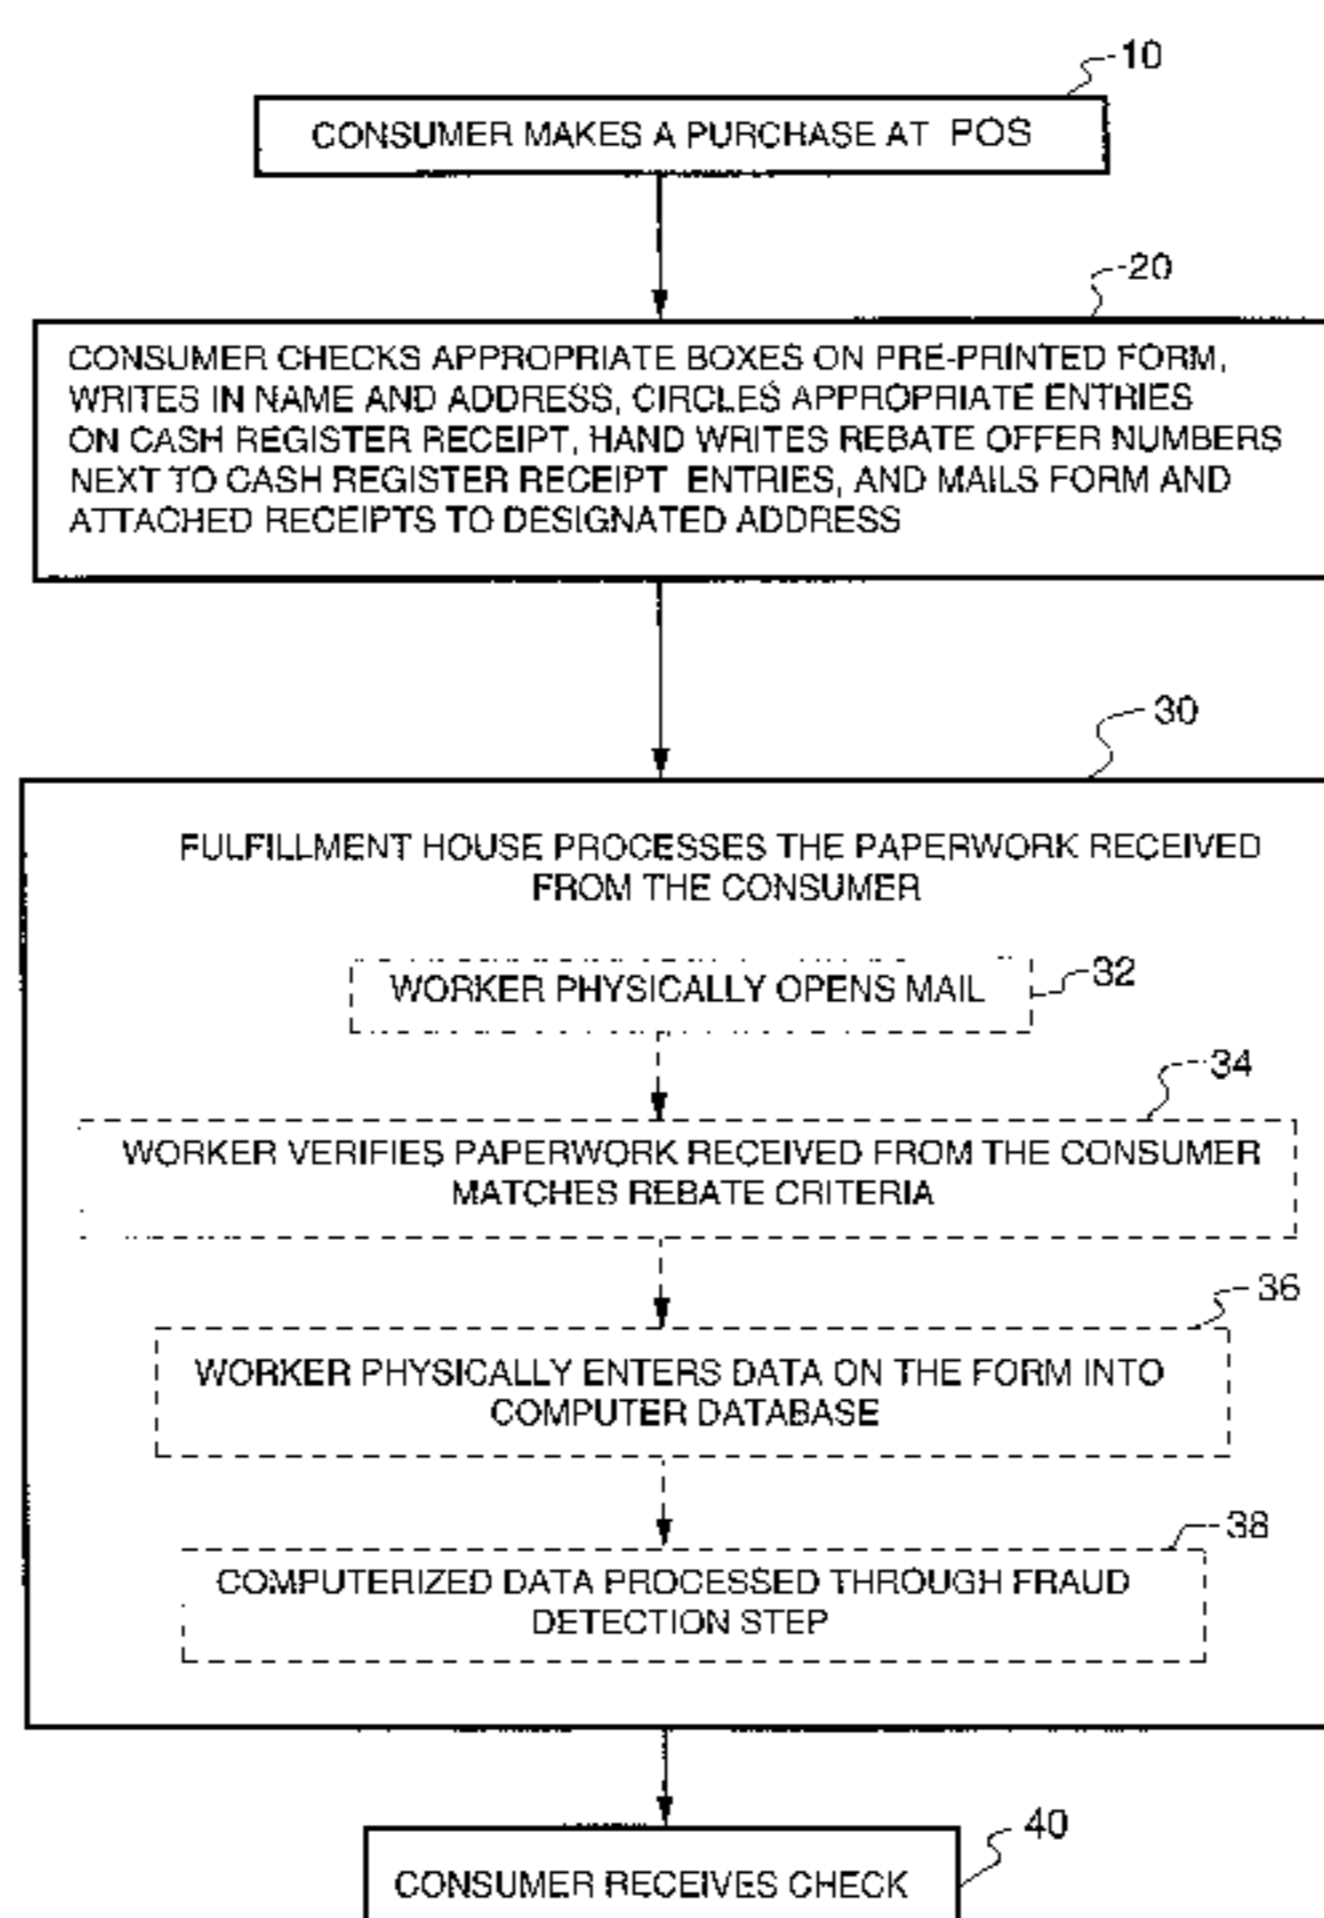 10
CONSUMER MAKES A PURCHASE AT POS
20
CONSUMER CHECKS APPROPRIATE BOXES ON PRE-PRINTED FORM,
WRITES IN NAME AND ADDRESS, CIRCLES APPROPRIATE ENTRIES
ON CASH REGISTER RECEIPT, HAND WRITES REBATE OFFER NUMBERS
NEXT TO CASH REGISTER RECEIPT ENTRIES, AND MAILS FORM AND
ATTACHED RECEIPTS TO DESIGNATED ADDRESS
30
FULFILLMENT HOUSE PROCESSES THE PAPERWORK RECEIVED
FROM THE CONSUMER
32
WORKER PHYSICALLY OPENS MAIL
34
WORKER VERIFIES PAPERWORK RECEIVED FROM THE CONSUMER
MATCHES REBATE CRITERIA
36
WORKER PHYSICALLY ENTERS DATA ON THE FORM INTO
COMPUTER DATABASE
38
COMPUTERIZED DATA PROCESSED THROUGH FRAUD
DETECTION STEP
40
CONSUMER RECEIVES CHECK